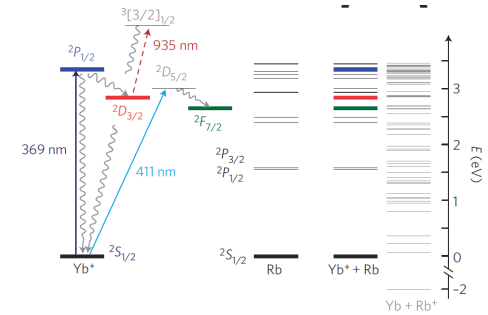 ³[3/2]₁/₂
²P₁/₂
935 nm
²D₅/₂
²D₃/₂
²F₇/₂
369 nm
411 nm
²P₃/₂
²P₁/₂
²S₁/₂
²S₁/₂
Yb⁺
Rb
Yb⁺ + Rb
Yb + Rb⁺
3
2
1
0
-2
E (eV)